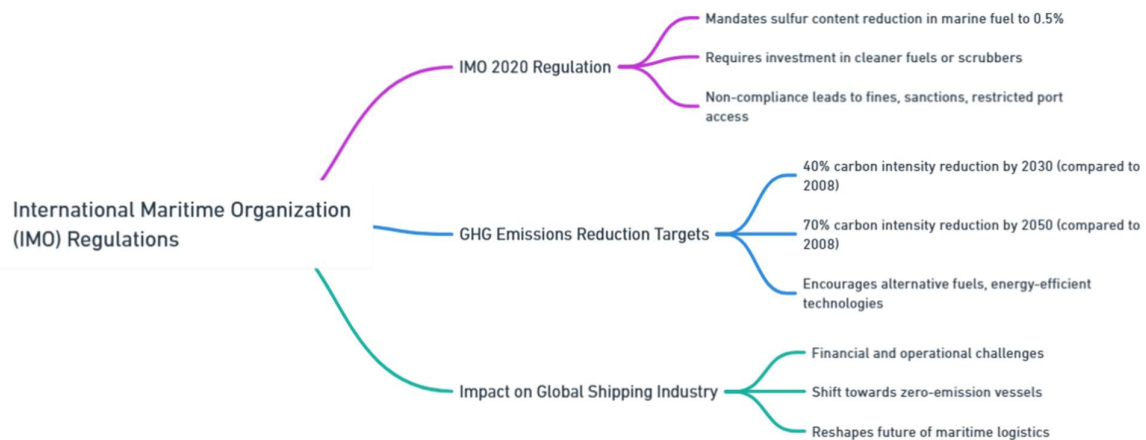 International Maritime Organization
(IMO) Regulations
IMO 2020 Regulation
Mandates sulfur content reduction in marine fuel to 0.5%
Requires investment in cleaner fuels or scrubbers
Non-compliance leads to fines, sanctions, restricted port
access
GHG Emissions Reduction Targets
40% carbon intensity reduction by 2030 (compared to
2008)
70% carbon intensity reduction by 2050 (compared to
2008)
Encourages alternative fuels, energy-efficient
technologies
Impact on Global Shipping Industry
Financial and operational challenges
Shift towards zero-emission vessels
Reshapes future of maritime logistics